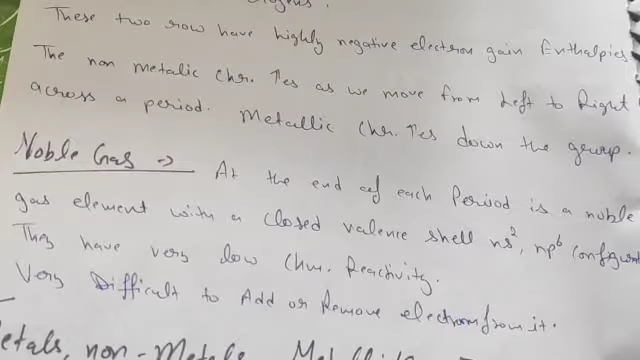 These two row have highly negative electron gain Enthalpies
The non metalic Chr. ↑es as we move from Left to Right
across a period. Metallic Chr. ↑es down the group.
Noble Gas → At the end of each Period is a noble
gas element with a closed valence shell ns², np⁶
They have very low Chm. Reactivity.
Very Difficult to Add or Remove electron from it.
non-Metals